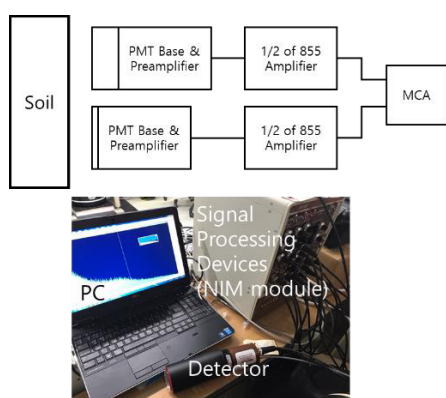 Soil
PMT Base &
Preamplifier
1/2 of 855
Amplifier
MCA
PMT Base &
Preamplifier
1/2 of 855
Amplifier
Signal
Processing
Devices
(NIM module)
PC
Detector